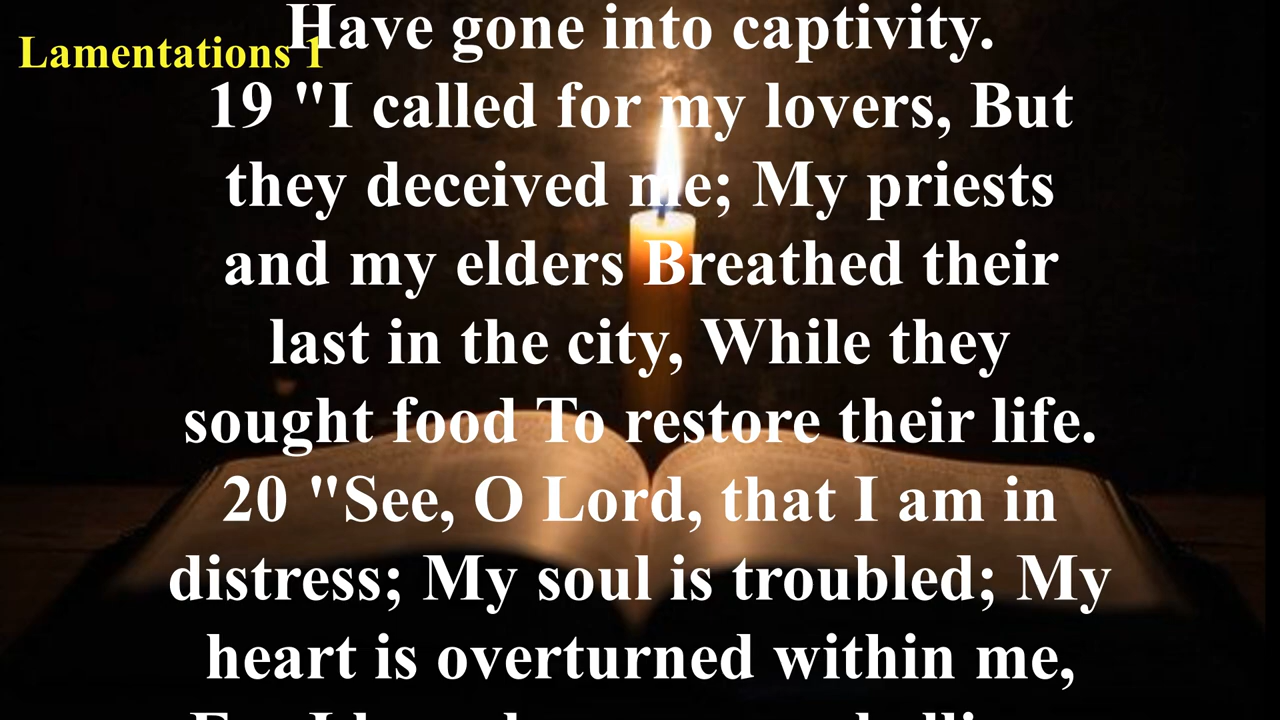 Lamentations 1
Have gone into captivity.
19 "I called for my lovers, But
they deceived me; My priests
and my elders Breathed their
last in the city, While they
sought food To restore their life.
20 "See, O Lord, that I am in
distress; My soul is troubled; My
heart is overturned within me,